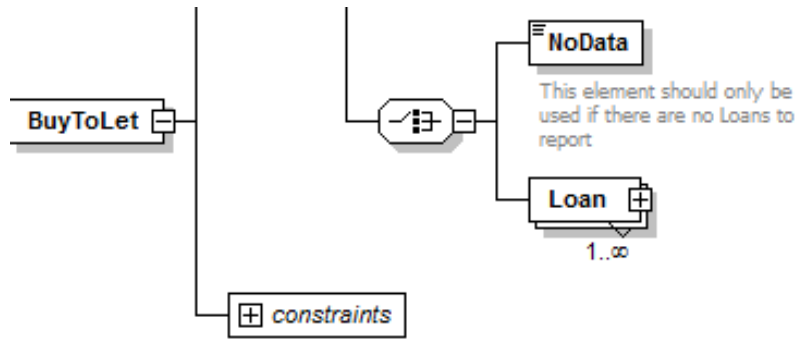 NoData
This element should only be
used if there are no Loans to
report
BuyToLet
Loan
1..∞
constraints